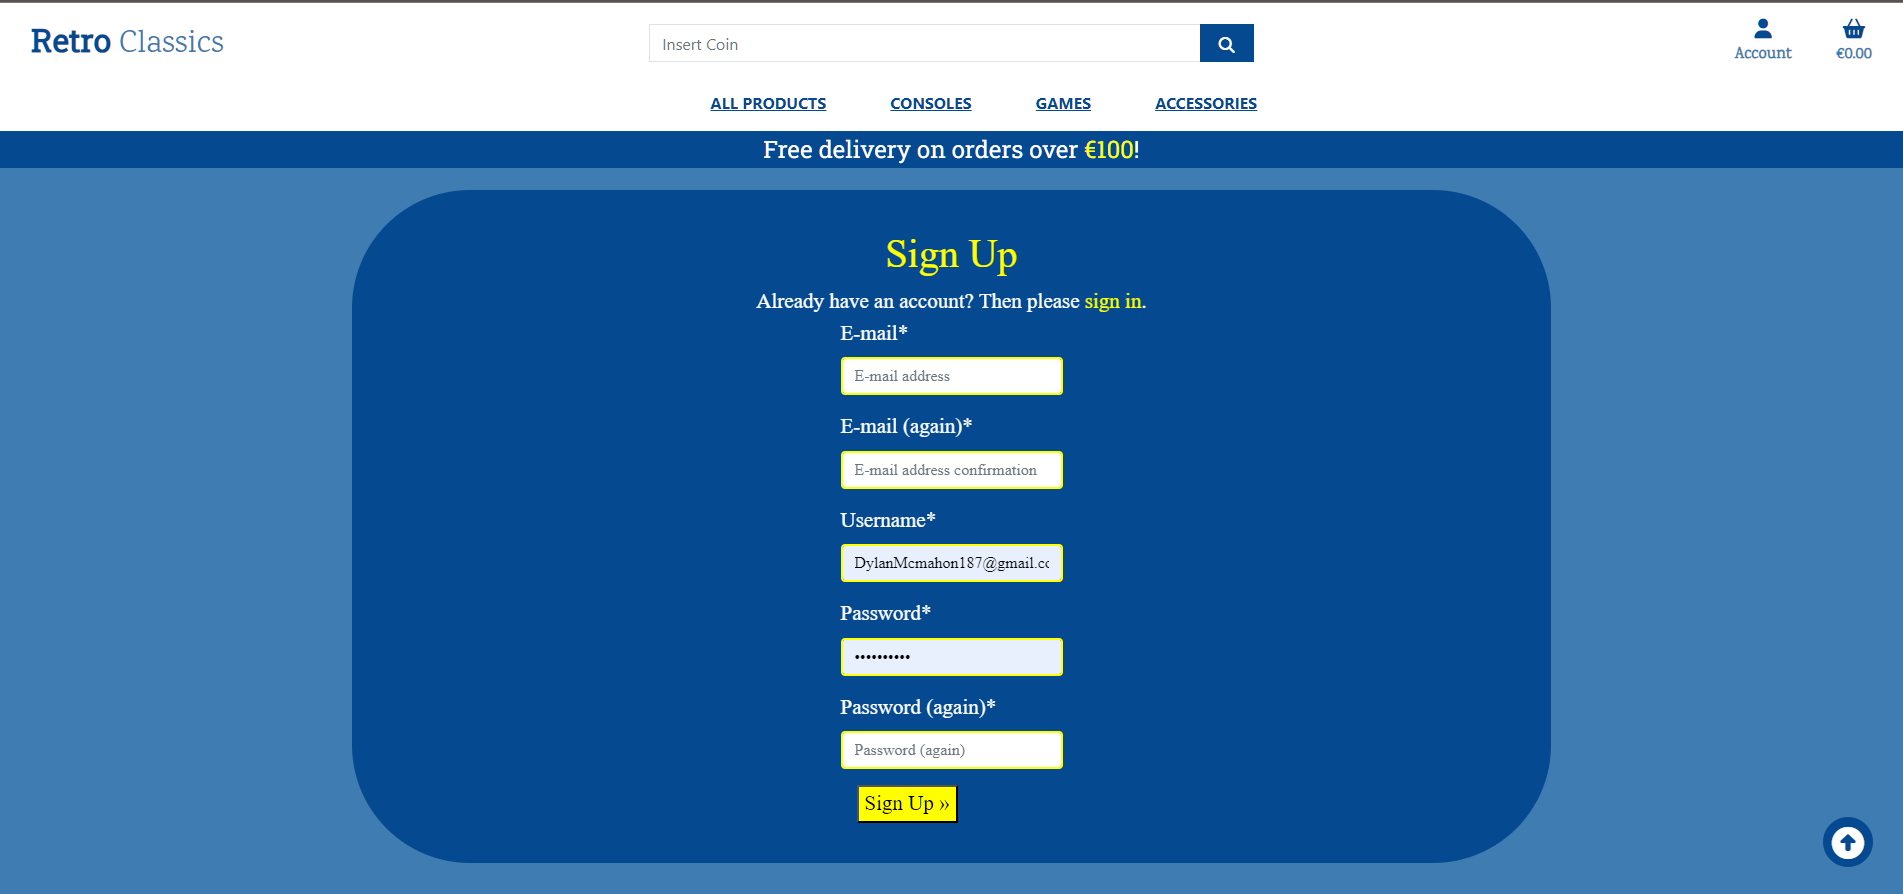 Retro Classics
Insert Coin
Account
€0.00
ALL PRODUCTS
CONSOLES
GAMES
ACCESSORIES
Free delivery on orders over €100!
Sign Up
Already have an account? Then please sign in.
E-mail*
E-mail address
E-mail (again)*
E-mail address confirmation
Username*
DylanMcmahon187@gmail.cc
Password*
••••••••••
Password (again)*
Password (again)
Sign Up »